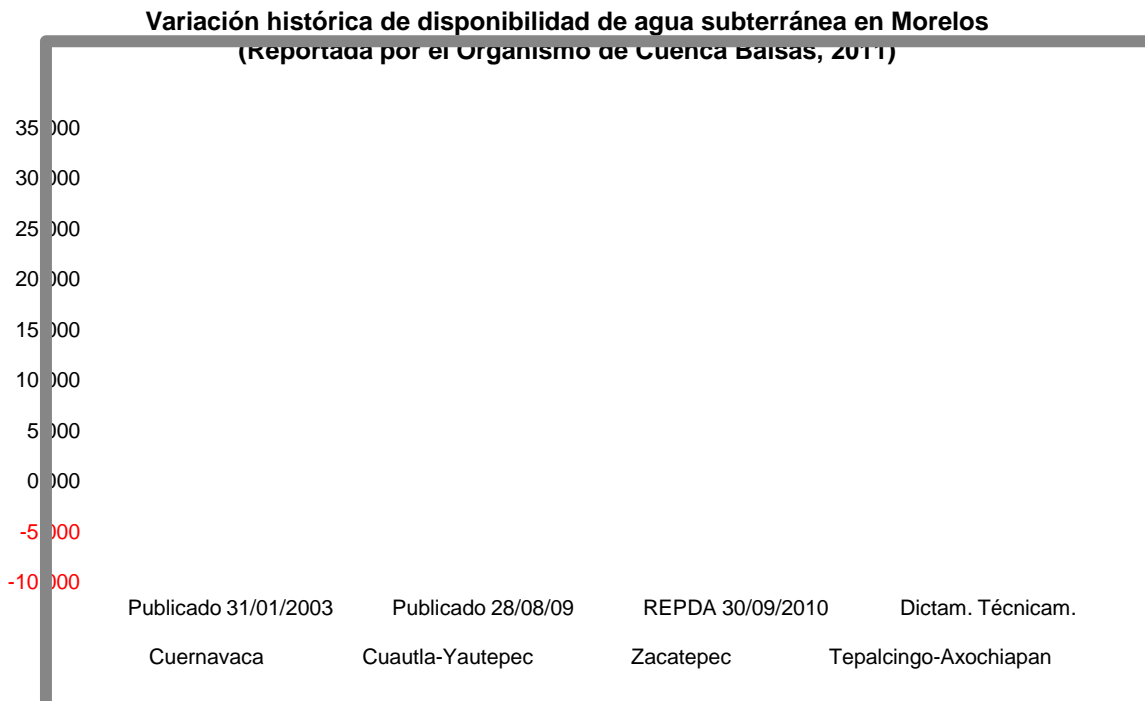 Variación histórica de disponibilidad de agua subterránea en Morelos
(Reportada por el Organismo de Cuenca Balsas, 2011)
35.000
30.000
25.000
20.000
15.000
10.000
5.000
0.000
-5.000
-10.000
Publicado 31/01/2003 Publicado 28/08/09 REPDA 30/09/2010 Dictam. Técnicam.
Cuernavaca Cuautla-Yautepec Zacatepec Tepalcingo-Axochiapan